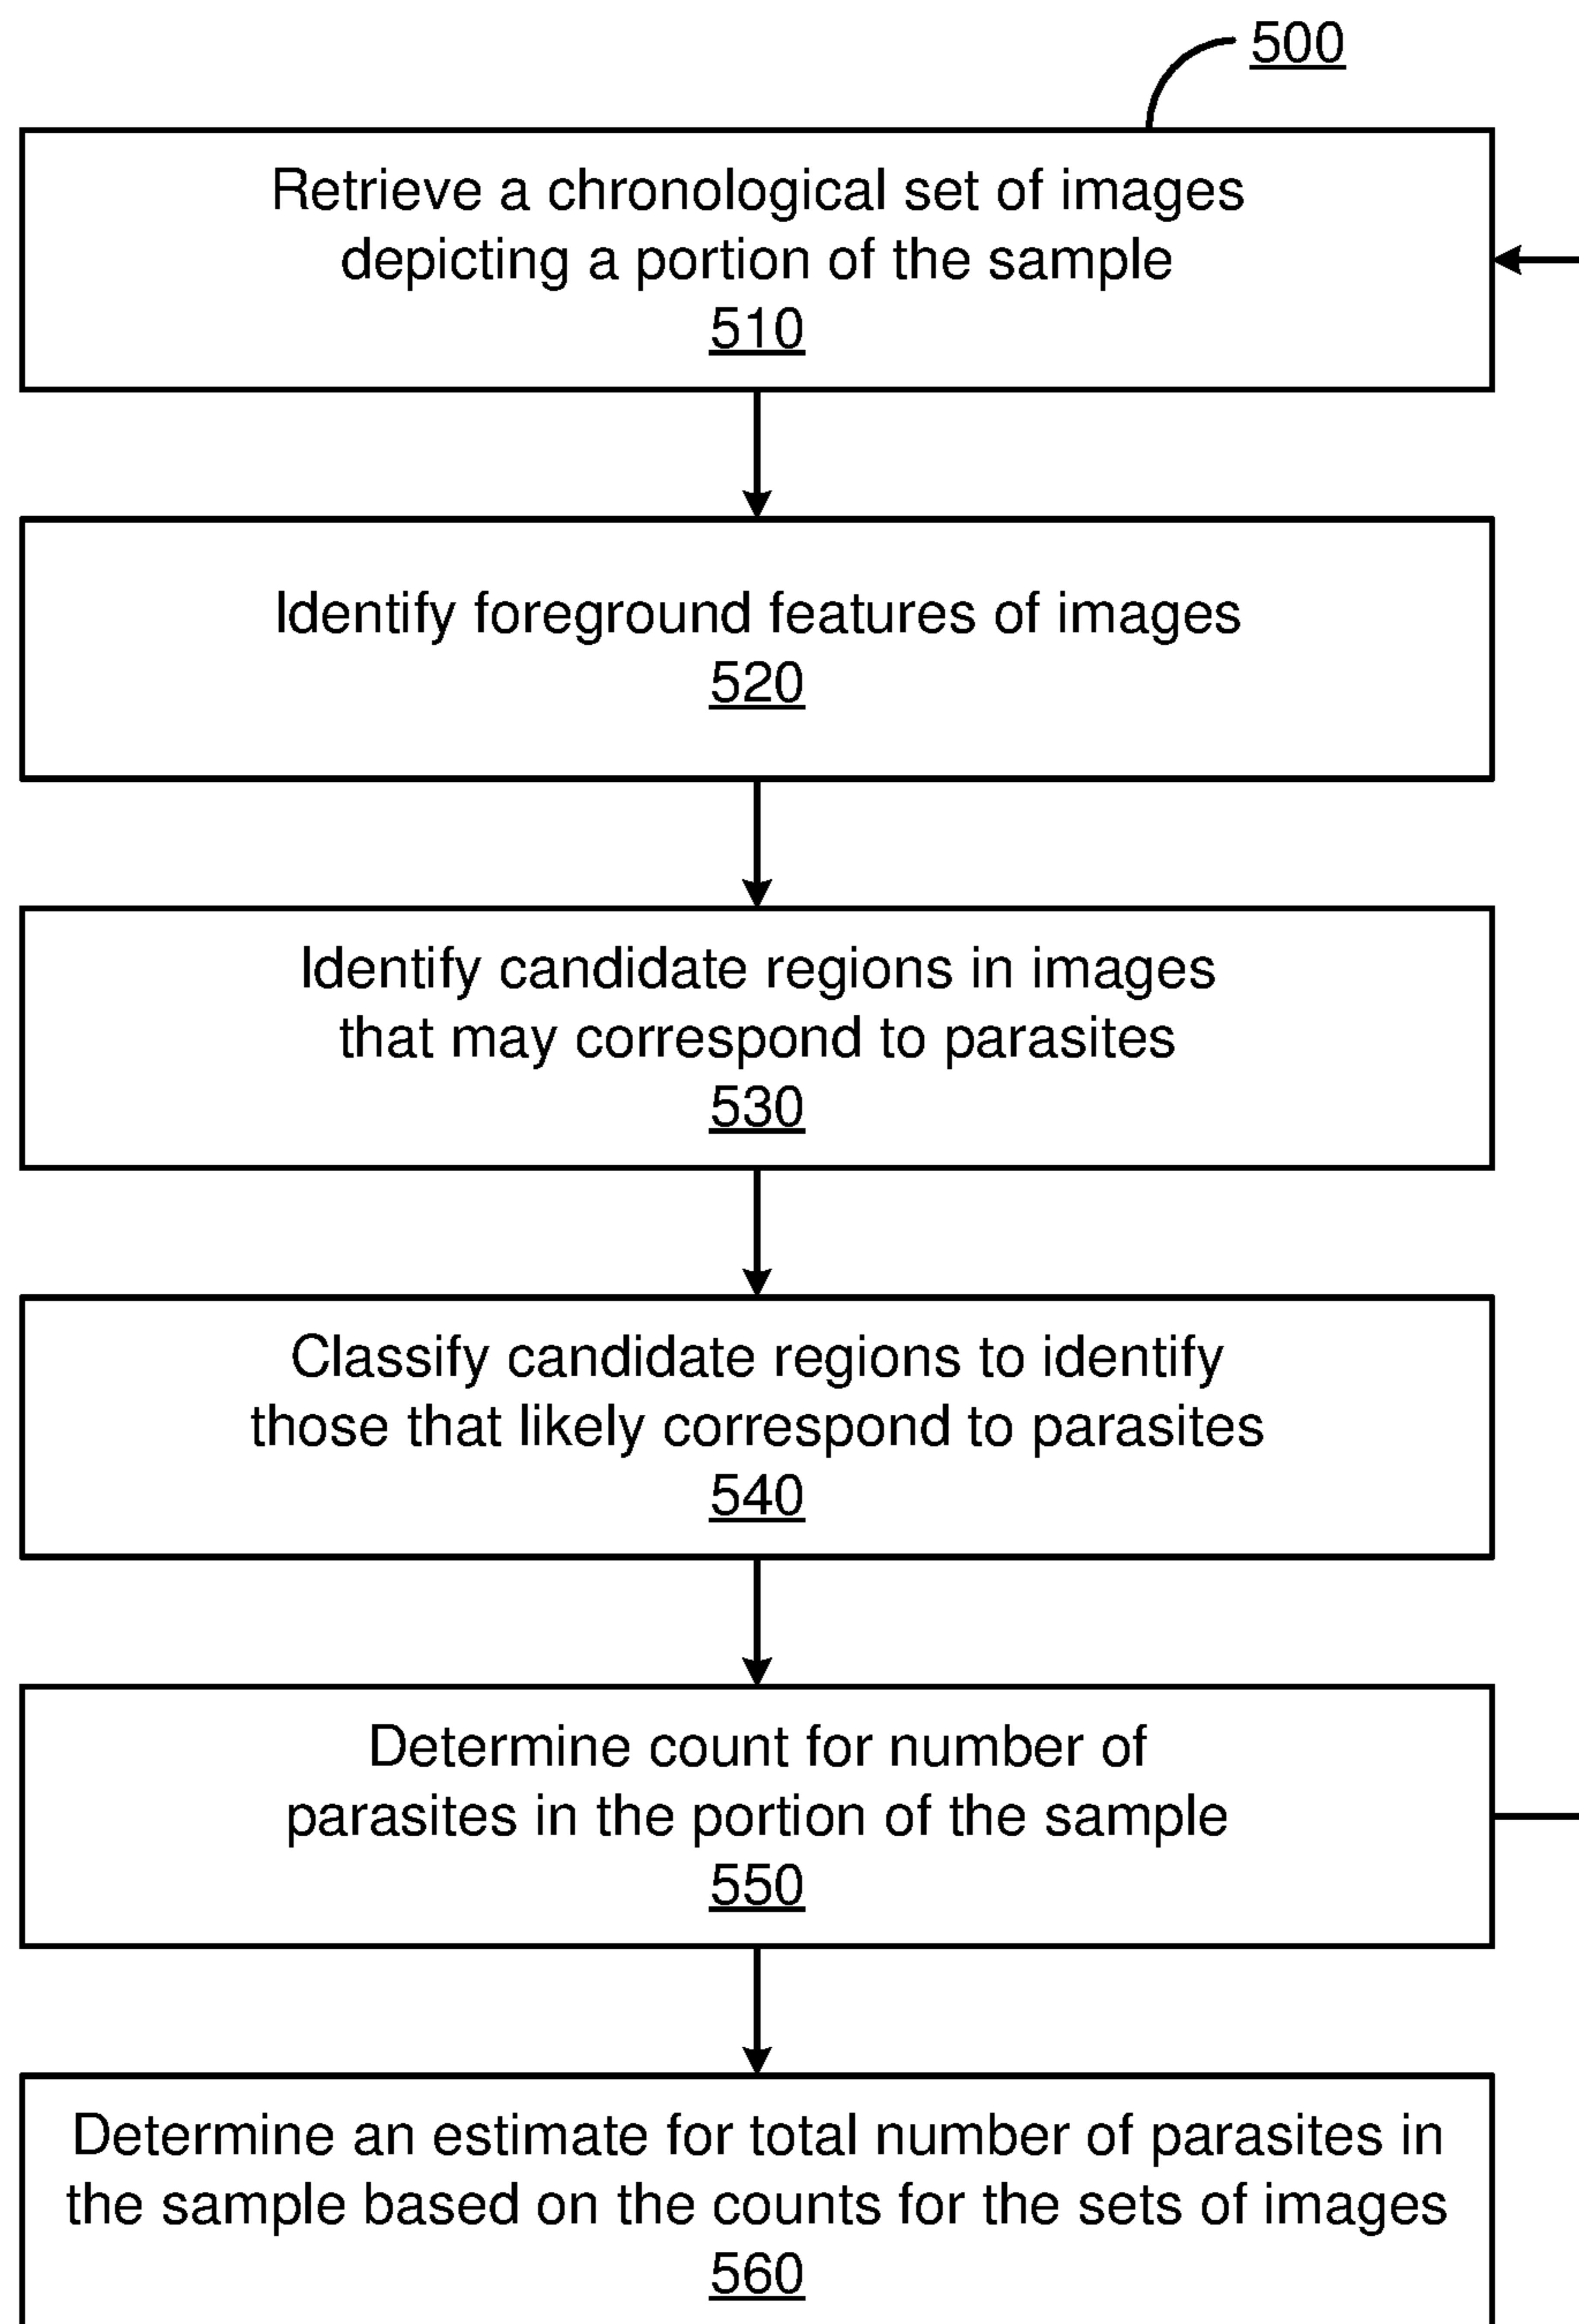 500
Retrieve a chronological set of images
depicting a portion of the sample
510
Identify foreground features of images
520
Identify candidate regions in images
that may correspond to parasites
530
Classify candidate regions to identify
those that likely correspond to parasites
540
Determine count for number of
parasites in the portion of the sample
550
Determine an estimate for total number of parasites in
the sample based on the counts for the sets of images
560